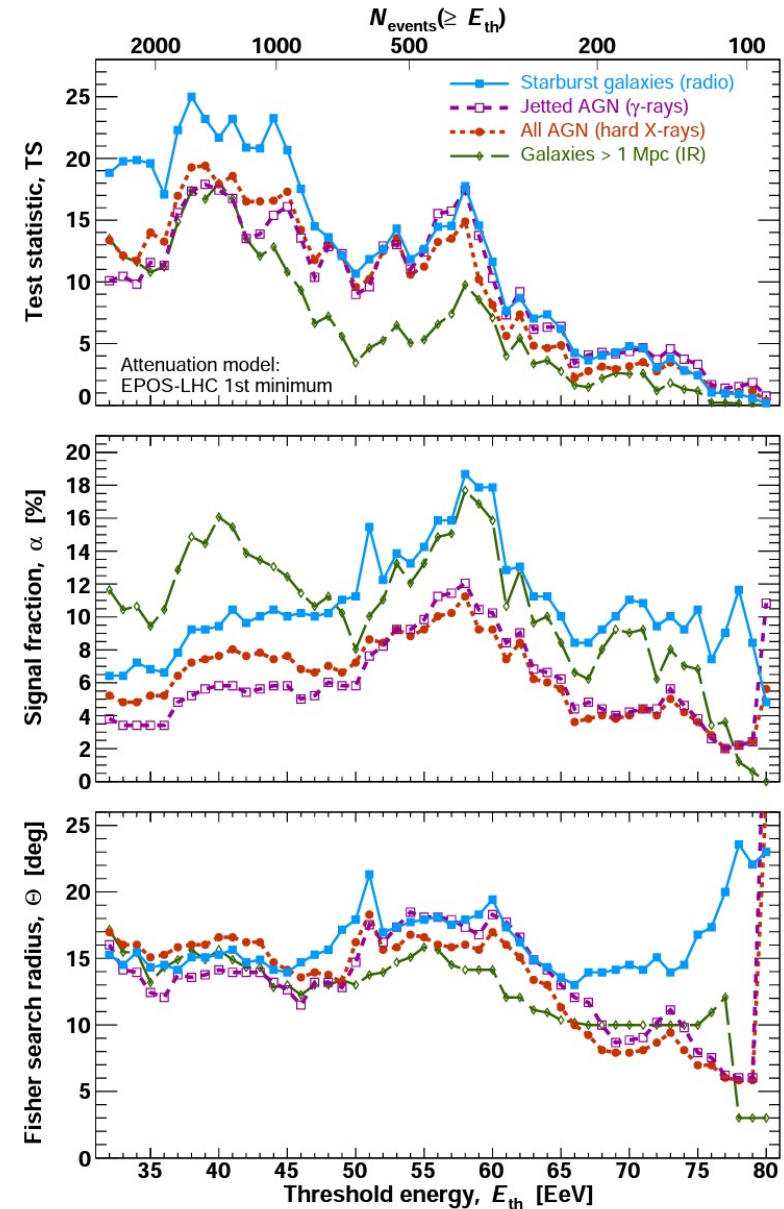 N_events(≥ E_th)
2000 1000 500 200 100
Test statistic, TS
25
20
15
10
5
0
Starburst galaxies (radio)
Jetted AGN (γ-rays)
All AGN (hard X-rays)
Galaxies > 1 Mpc (IR)
Attenuation model:
EPOS-LHC 1st minimum
Signal fraction, α [%]
20
18
16
14
12
10
8
6
4
2
0
Fisher search radius, Θ [deg]
25
20
15
10
5
0
35 40 45 50 55 60 65 70 75 80
Threshold energy, E_th [EeV]